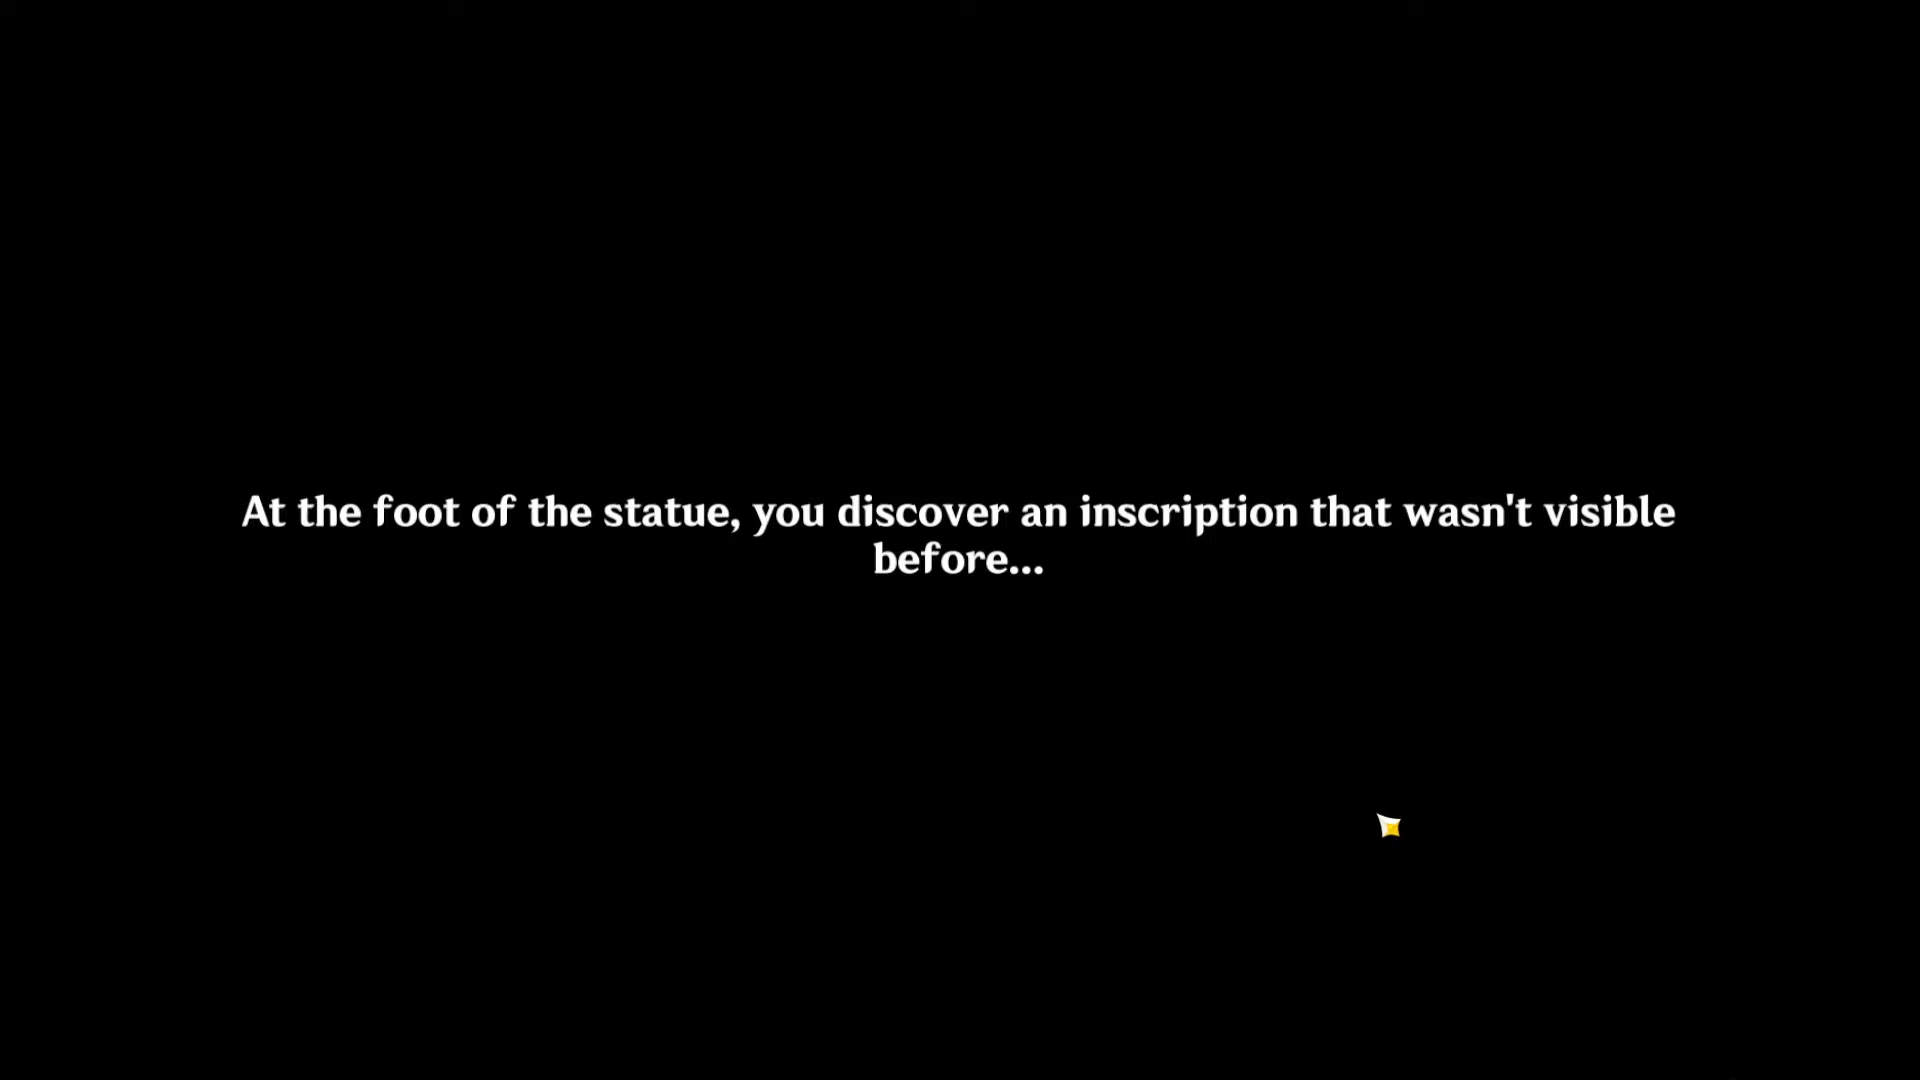 At the foot of the statue, you discover an inscription that wasn't visible
before...